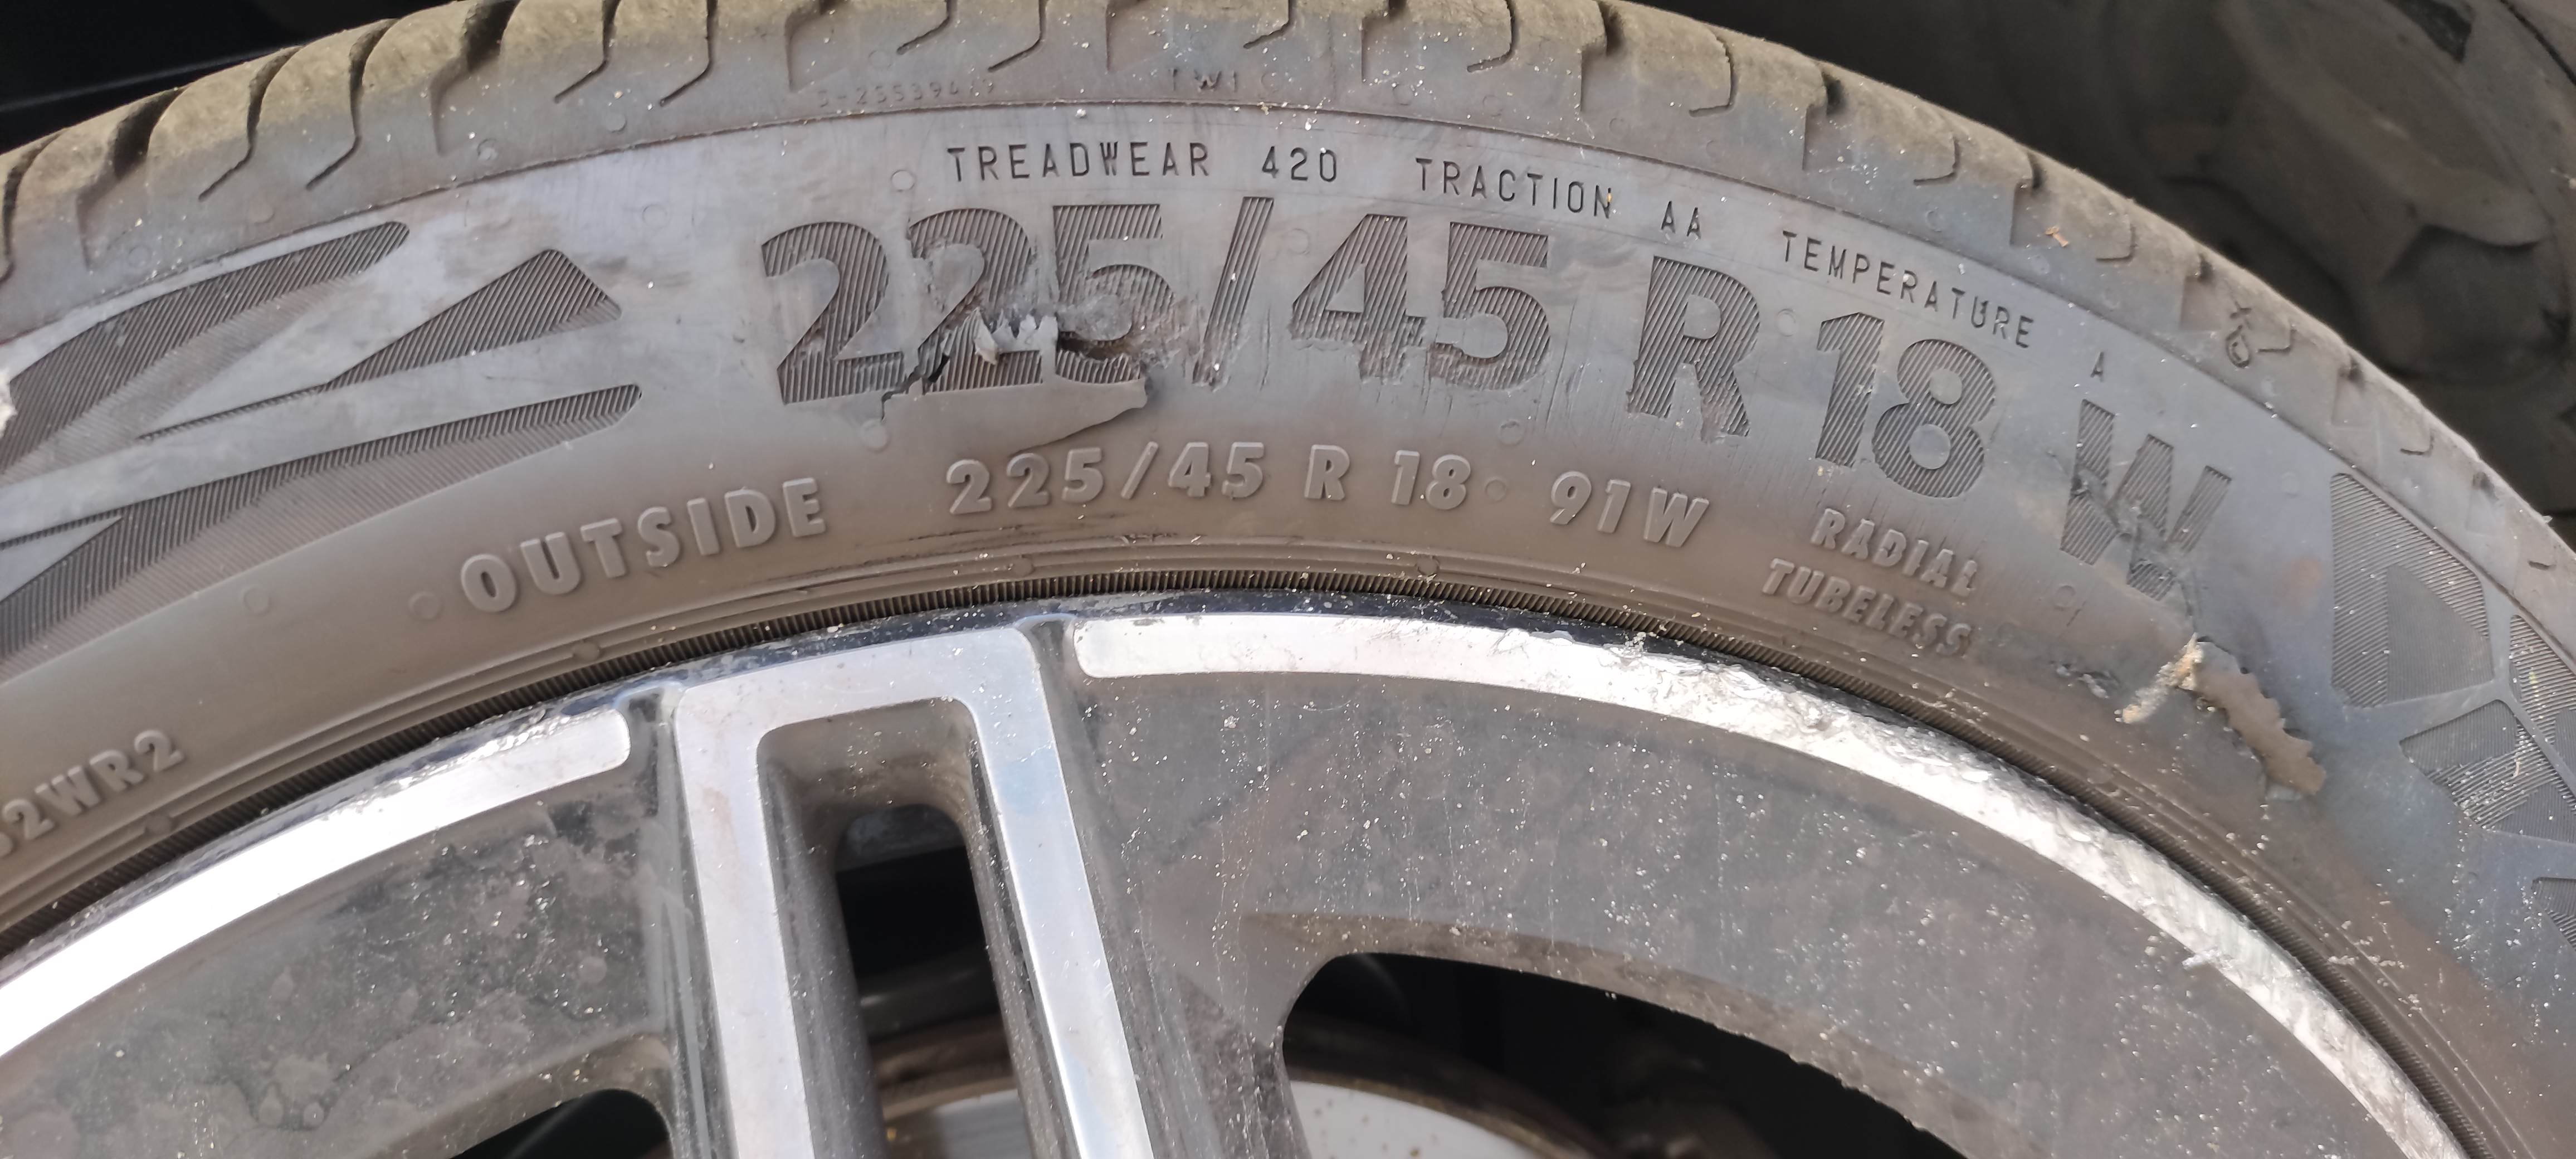 TWI
TREADWEAR 420 TRACTION AA TEMPERATURE A
225/45 R 18 W
OUTSIDE 225/45 R 18 91W
RADIAL
TUBELESS